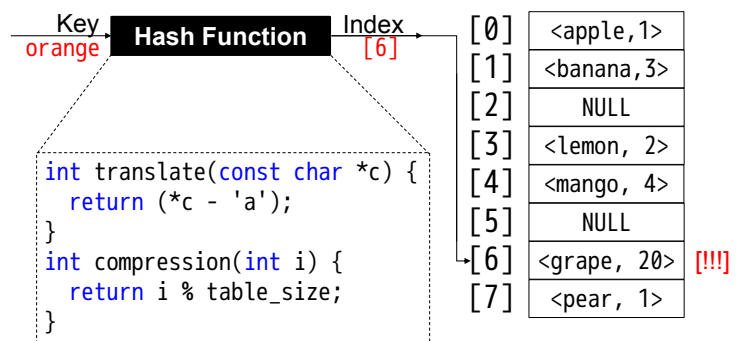 Key
orange
Hash Function
Index
[6]
int translate(const char *c) {
return (*c - 'a');
}
int compression(int i) {
return i % table_size;
}
[0] <apple,1>
[1] <banana,3>
[2] NULL
[3] <lemon, 2>
[4] <mango, 4>
[5] NULL
[6] <grape, 20> [!!!]
[7] <pear, 1>